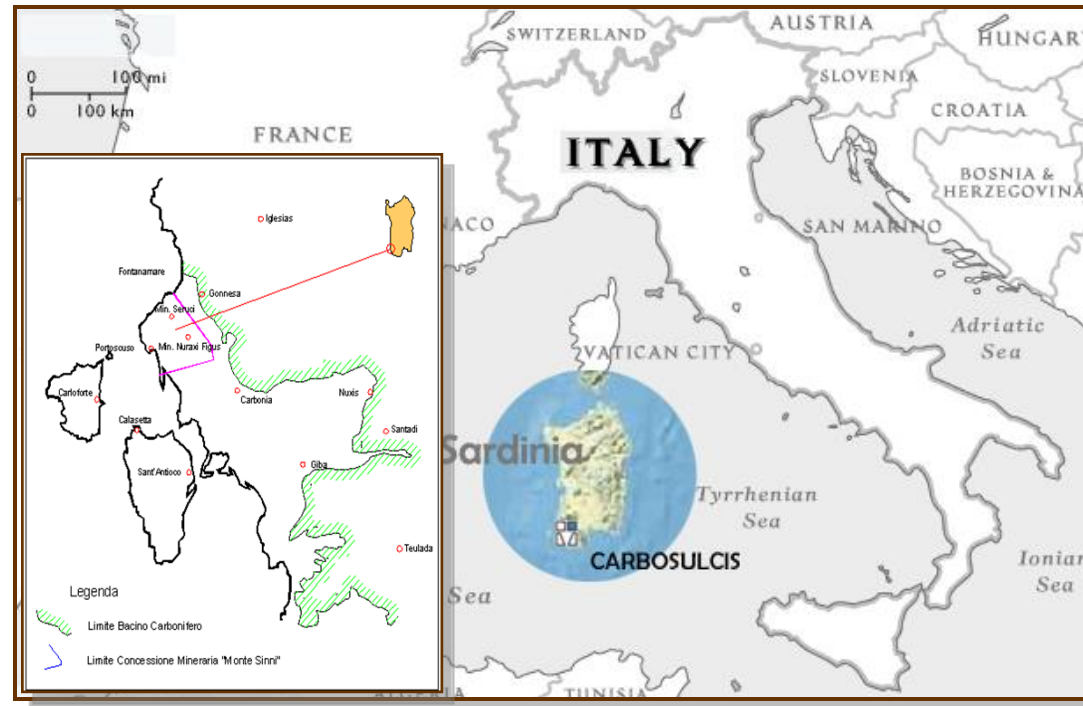 AUSTRIA
SWITZERLAND
HUNGARY
SLOVENIA
0 100 mi
0 100 km
CROATIA
FRANCE
ITALY
BOSNIA &
HERZEGOVINA
NACO
SAN MARINO
Adriatic
Sea
VATICAN CITY
Sardinia
Tyrrhenian
Sea
CARBOSULCIS
Ionian
Sea
Sea
TUNISIA
Iglesias
Fontanamare
Gonnesa
Min. Seruci
Portoscuso
Min. Nuraxi Figus
Carloforte
Carbonia
Nuxis
Calasetta
Santadi
Sant'Antioco
Giba
Teulada
Legenda
Limite Bacino Carbonifero
Limite Concessione Mineraria "Monte Sinni"